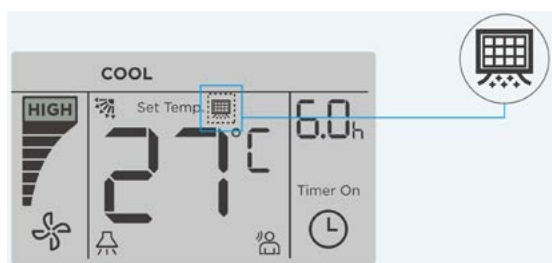 COOL
HIGH
Set Temp.
27°C
6.0h
Timer On